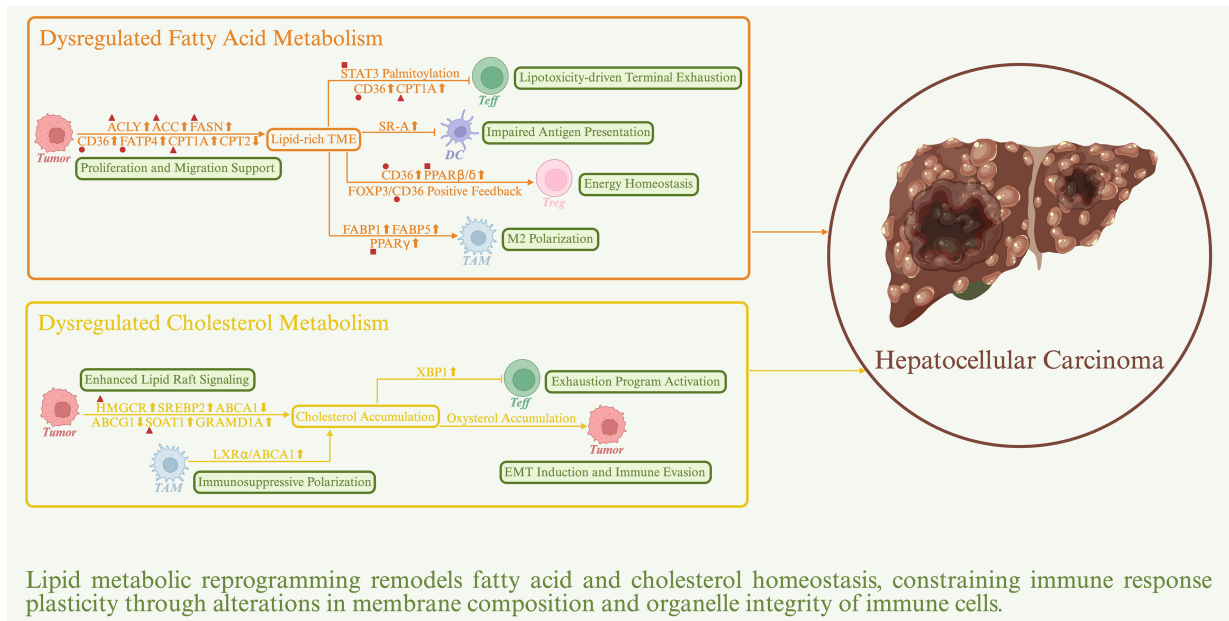 Dysregulated Fatty Acid Metabolism
STAT3 Palmitoylation
CD36⬆CPT1A⬆
Teff
Lipotoxicity-driven Terminal Exhaustion
ACLY⬆ACC⬆FASN⬆
CD36⬆FATP4⬆CPT1A⬆CPT2⬇
Tumor
Proliferation and Migration Support
Lipid-rich TME
SR-A⬆
DC
Impaired Antigen Presentation
CD36⬆PPARβ/δ⬆
FOXP3/CD36 Positive Feedback
Treg
Energy Homeostasis
FABP1⬆FABP5⬆
PPARγ⬆
TAM
M2 Polarization
Dysregulated Cholesterol Metabolism
Enhanced Lipid Raft Signaling
HMGCR⬆SREBP2⬆ABCA1⬇
ABCG1⬇SOAT1⬆GRAMD1A⬆
Tumor
Cholesterol Accumulation
XBP1⬆
Teff
Exhaustion Program Activation
Oxysterol Accumulation
Tumor
EMT Induction and Immune Evasion
LXRα/ABCA1⬆
TAM
Immunosuppressive Polarization
Hepatocellular Carcinoma
Lipid metabolic reprogramming remodels fatty acid and cholesterol homeostasis, constraining immune response
plasticity through alterations in membrane composition and organelle integrity of immune cells.